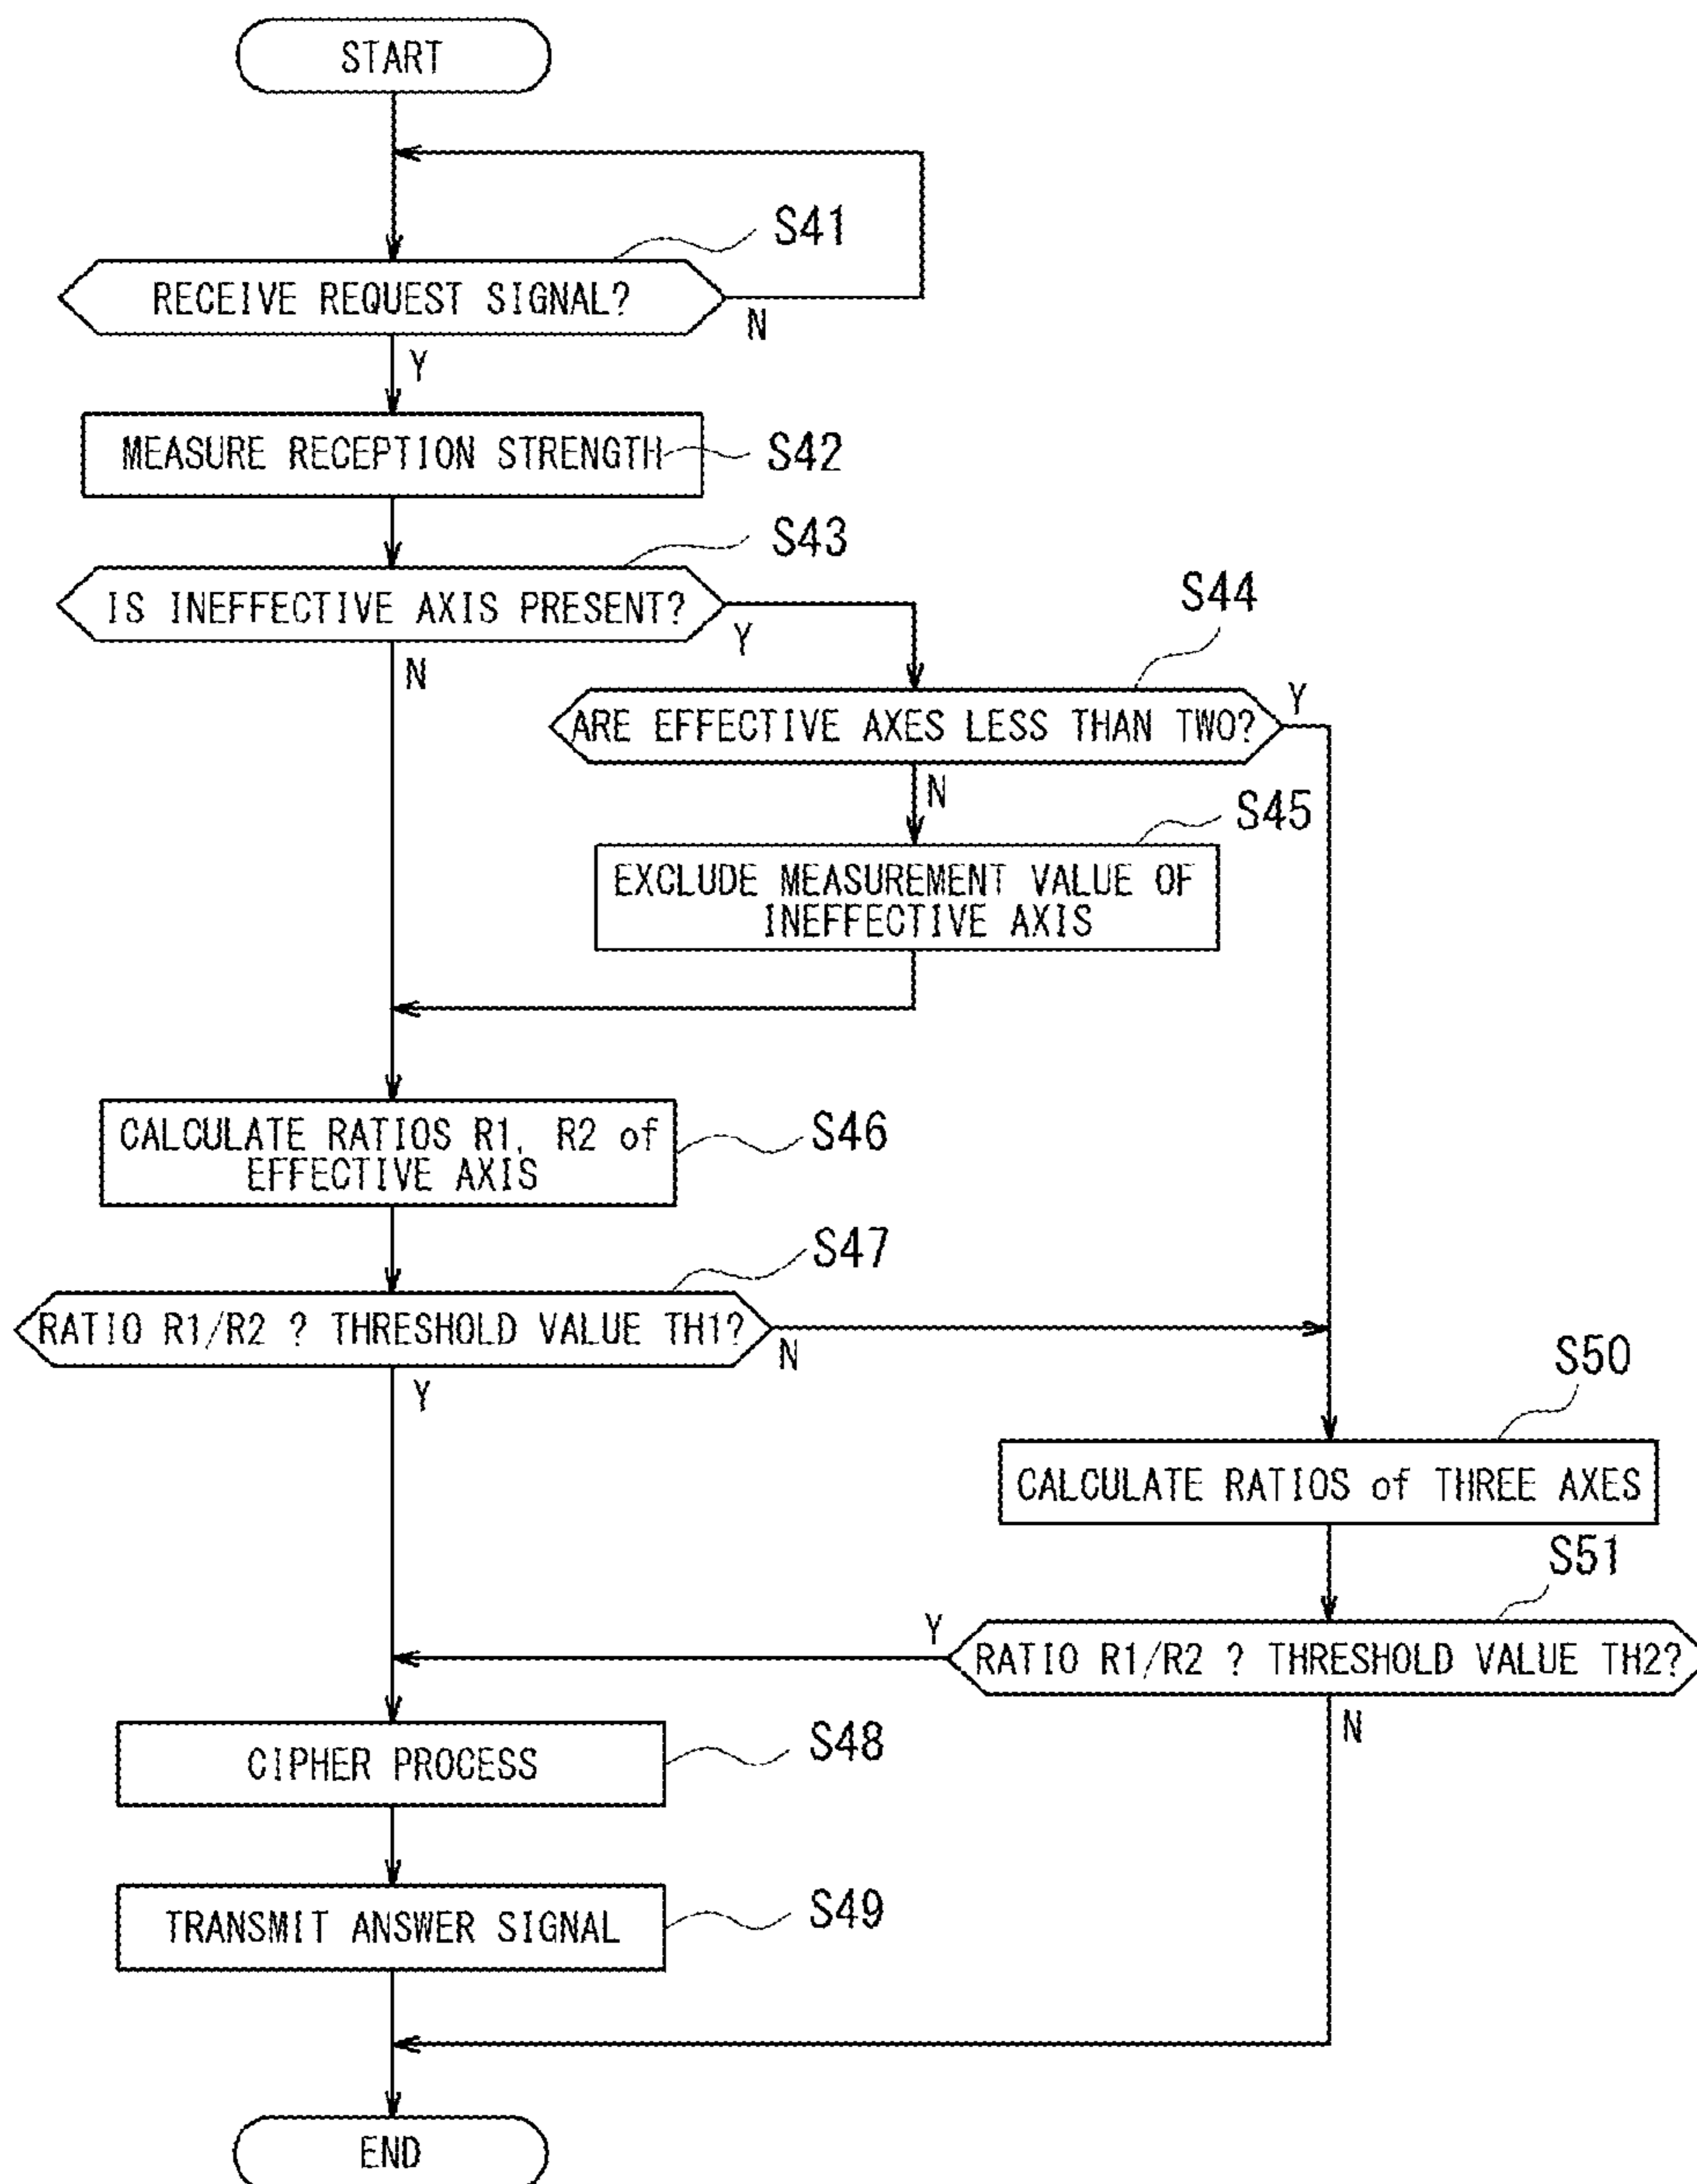 START
S41
RECEIVE REQUEST SIGNAL?
N
Y
MEASURE RECEPTION STRENGTH
S42
S43
IS INEFFECTIVE AXIS PRESENT?
Y
N
S44
ARE EFFECTIVE AXES LESS THAN TWO?
Y
N
S45
EXCLUDE MEASUREMENT VALUE OF
INEFFECTIVE AXIS
CALCULATE RATIOS R1, R2 of
EFFECTIVE AXIS
S46
S47
RATIO R1/R2 ? THRESHOLD VALUE TH1?
N
Y
S50
CALCULATE RATIOS of THREE AXES
S51
Y
RATIO R1/R2 ? THRESHOLD VALUE TH2?
N
CIPHER PROCESS
S48
TRANSMIT ANSWER SIGNAL
S49
END